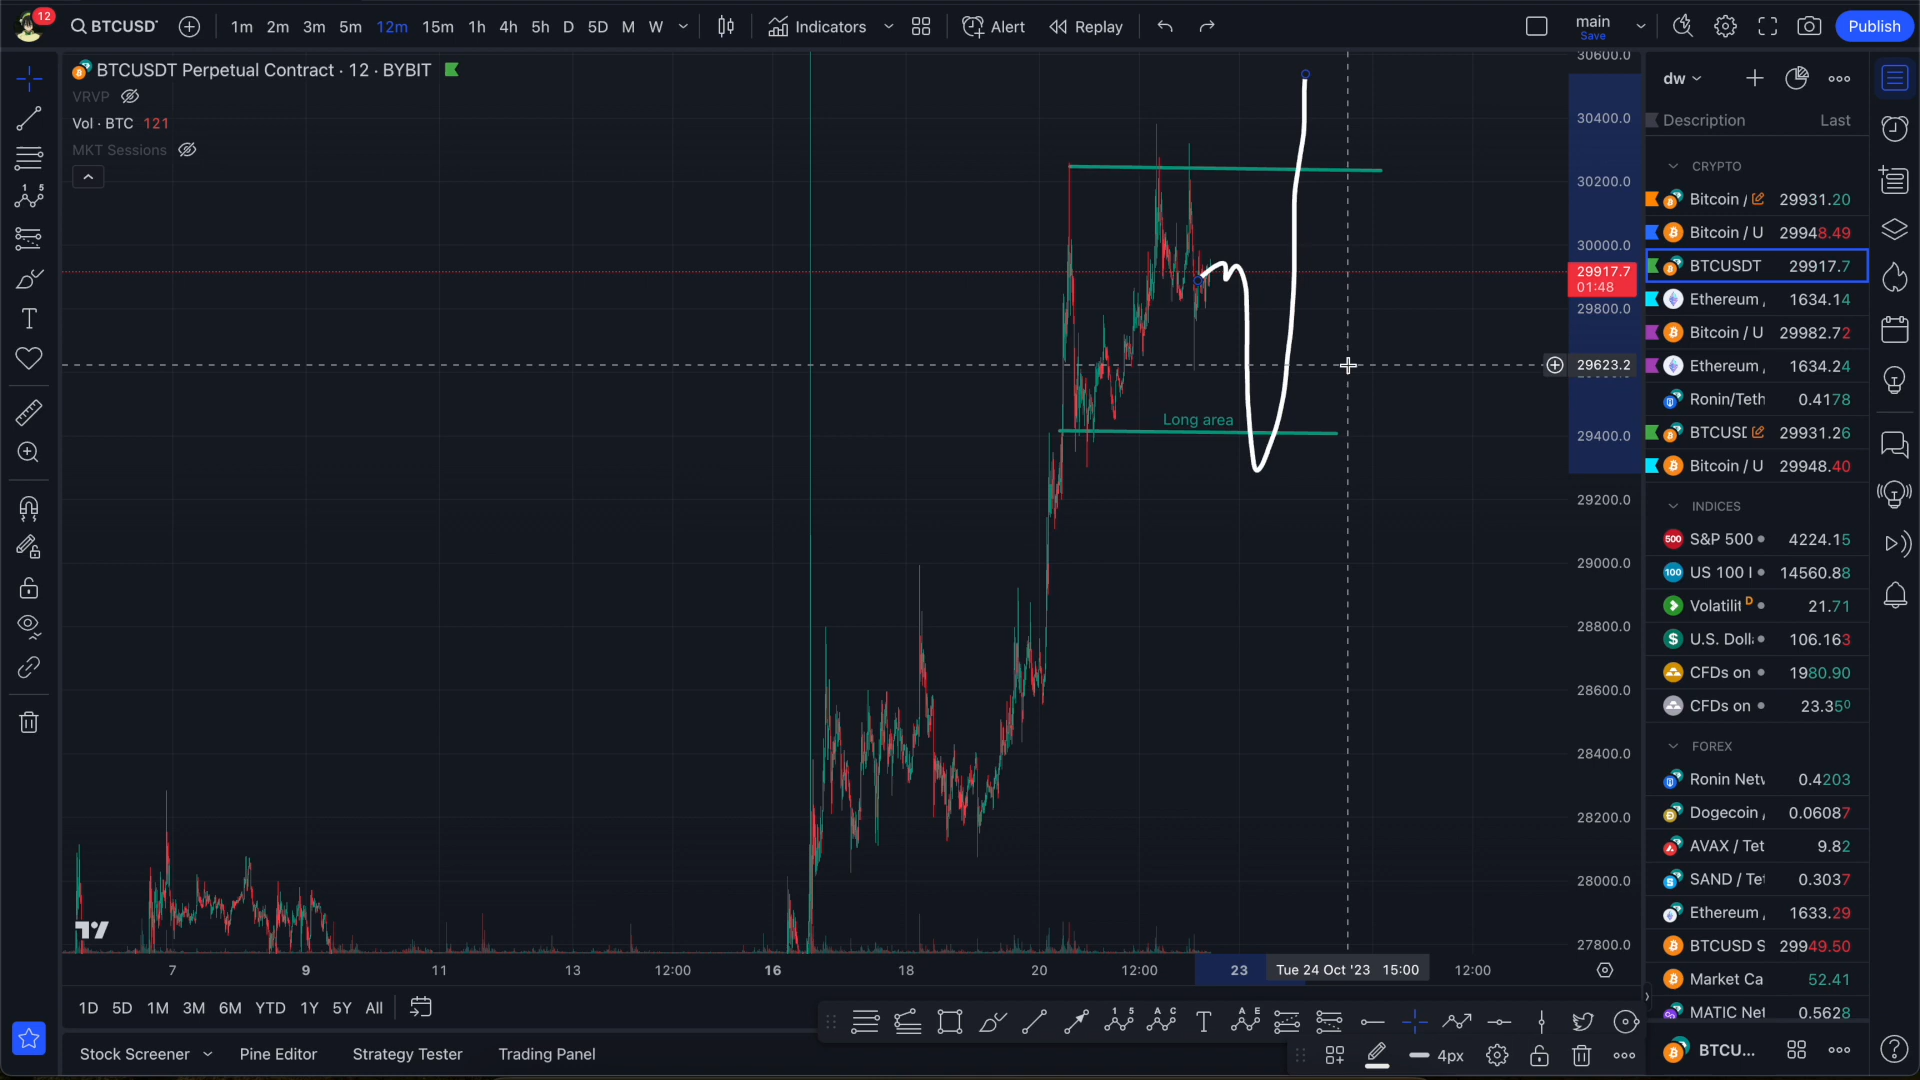 12
BTCUSDT
1m 2m 3m 5m 12m 15m 1h 4h 5h D 5D M W
Indicators
Alert
Replay
main
Save
Publish
BTCUSDT Perpetual Contract · 12 · BYBIT
VRVP
Vol · BTC 121
MKT Sessions
Long area
30600.0
30400.0
30200.0
30000.0
29917.7
01:48
29800.0
29623.2
29400.0
29200.0
29000.0
28800.0
28600.0
28400.0
28200.0
28000.0
27800.0
7 9 11 13 12:00 16 18 20 12:00 23 Tue 24 Oct '23 15:00 12:00
1D 5D 1M 3M 6M YTD 1Y 5Y All
Stock Screener
Pine Editor
Strategy Tester
Trading Panel
4px
dw
Description Last
CRYPTO
Bitcoin / 29931.20
Bitcoin / U 29948.49
BTCUSDT 29917.7
Ethereum / 1634.14
Bitcoin / U 29982.72
Ethereum / 1634.24
Ronin/Teth 0.4178
BTCUSD 29931.26
Bitcoin / U 29948.40
INDICES
500 S&P 500 4224.15
100 US 100 I 14560.88
Volatilit D 21.71
$ U.S. Dolla 106.163
CFDs on 1980.90
CFDs on 23.350
FOREX
Ronin Netw 0.4203
Dogecoin / 0.06087
AVAX / Tet 9.82
SAND / Te 0.3037
Ethereum / 1633.29
BTCUSD S 29949.50
Market Ca 52.41
MATIC Net 0.5628
BTCU...